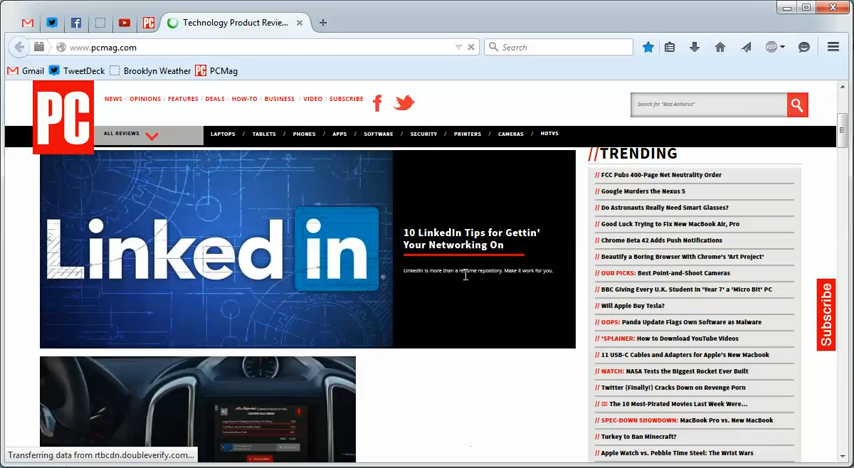 Technology Product Revie...
www.pcmag.com
Search
Gmail TweetDeck Brooklyn Weather PCMag
PC
NEWS / OPINIONS / FEATURES / DEALS / HOW-TO / BUSINESS / VIDEO / SUBSCRIBE
Search for "Best Antivirus"
ALL REVIEWS
LAPTOPS / TABLETS / PHONES / APPS / SOFTWARE / SECURITY / PRINTERS / CAMERAS / HDTVS
Linked in
10 LinkedIn Tips for Gettin'
Your Networking On
LinkedIn is more than a resume repository. Make it work for you.
//TRENDING
// FCC Pubs 400-Page Net Neutrality Order
// Google Murders the Nexus 5
// Do Astronauts Really Need Smart Glasses?
// Good Luck Trying to Fix New MacBook Air, Pro
// Chrome Beta 42 Adds Push Notifications
// Beautify a Boring Browser With Chrome's 'Art Project'
// OUR PICKS: Best Point-and-Shoot Cameras
// BBC Giving Every U.K. Student in 'Year 7' a 'Micro Bit' PC
// Will Apple Buy Tesla?
// OOPS: Panda Update Flags Own Software as Malware
// 'SPLAINER: How to Download YouTube Videos
// 11 USB-C Cables and Adapters for Apple's New Macbook
// WATCH: NASA Tests the Biggest Rocket Ever Built
// Twitter (Finally!) Cracks Down on Revenge Porn
// The 10 Most-Pirated Movies Last Week Were...
// SPEC-DOWN SHOWDOWN: MacBook Pro vs. New MacBook
// Turkey to Ban Minecraft?
// Apple Watch vs. Pebble Time Steel: The Wrist Wars
Subscribe
Transferring data from rtbcdn.doubleverify.com...